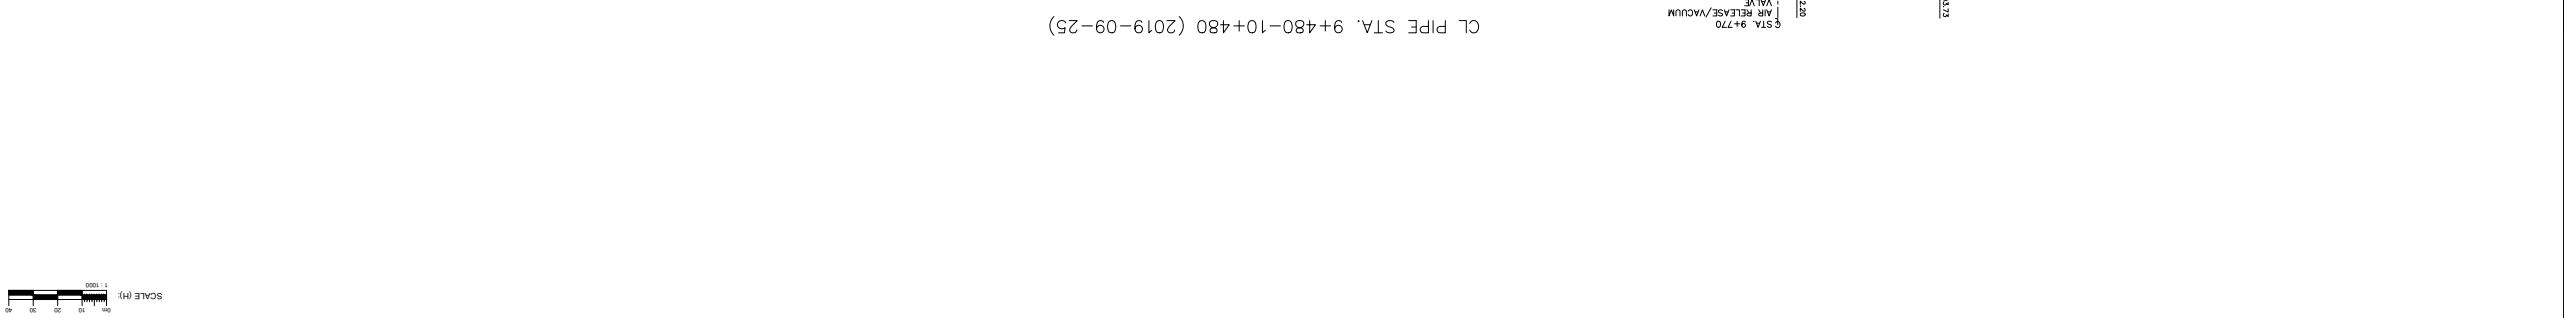 0m 10 20 30 40
SCALE (H):
1 : 1000
CL PIPE STA. 9+480-10+480 (2019-09-25)
STA. 9+770
AIR RELEASE/VACUUM
VALVE
3.73
2.20